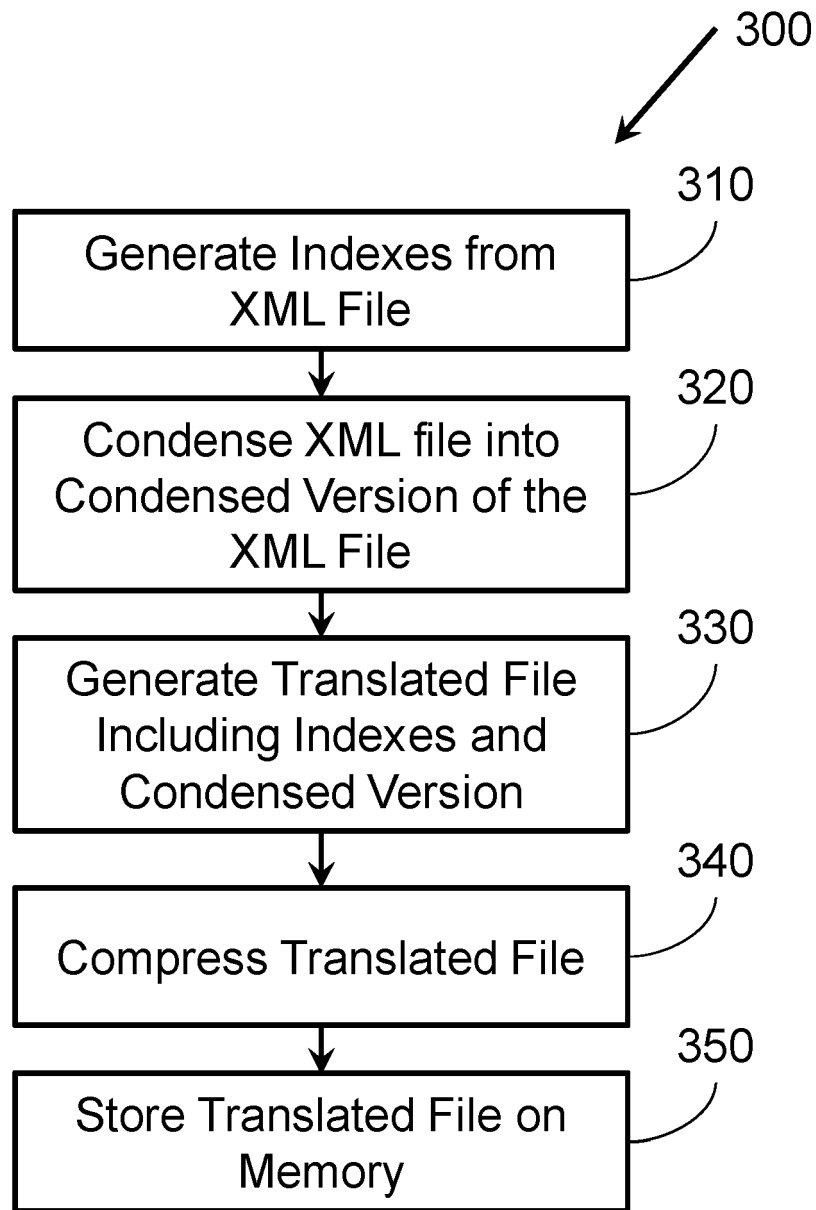 300
310
Generate Indexes from
XML File
320
Condense XML file into
Condensed Version of the
XML File
330
Generate Translated File
Including Indexes and
Condensed Version
340
Compress Translated File
350
Store Translated File on
Memory